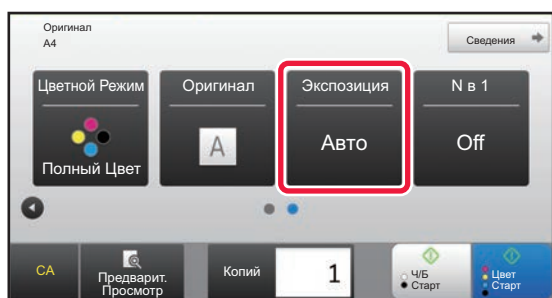 Оригинал
A4
Сведения
Цветной Режим
Оригинал
Экспозиция
N в 1
A
Авто
Off
Полный Цвет
CA
Предварит.
Просмотр
Копий
1
Ч/Б
Старт
Цвет
Старт